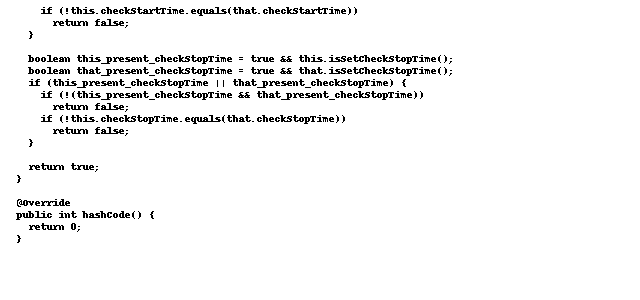 if (!this.checkStartTime.equals(that.checkStartTime))
return false;
}
boolean this_present_checkStopTime = true && this.isSetCheckStopTime();
boolean that_present_checkStopTime = true && that.isSetCheckStopTime();
if (this_present_checkStopTime || that_present_checkStopTime) {
if (!(this_present_checkStopTime && that_present_checkStopTime))
return false;
if (!this.checkStopTime.equals(that.checkStopTime))
return false;
}
return true;
}
@Override
public int hashCode() {
return 0;
}